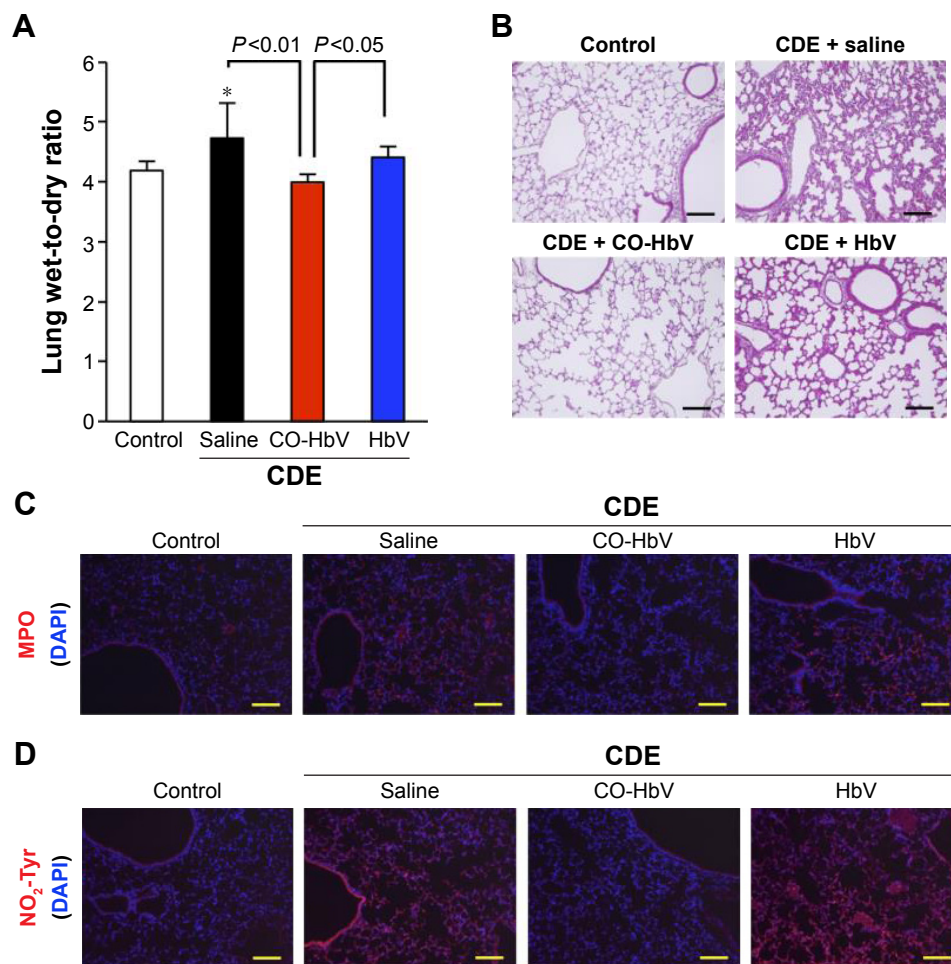 A
P<0.01 P<0.05
6
5
4
3
2
1
0
*
Lung wet-to-dry ratio
Control Saline CO-HbV HbV
CDE
B
Control CDE + saline
CDE + CO-HbV CDE + HbV
C
CDE
Control Saline CO-HbV HbV
MPO
(DAPI)
D
CDE
Control Saline CO-HbV HbV
NO₂-Tyr
(DAPI)